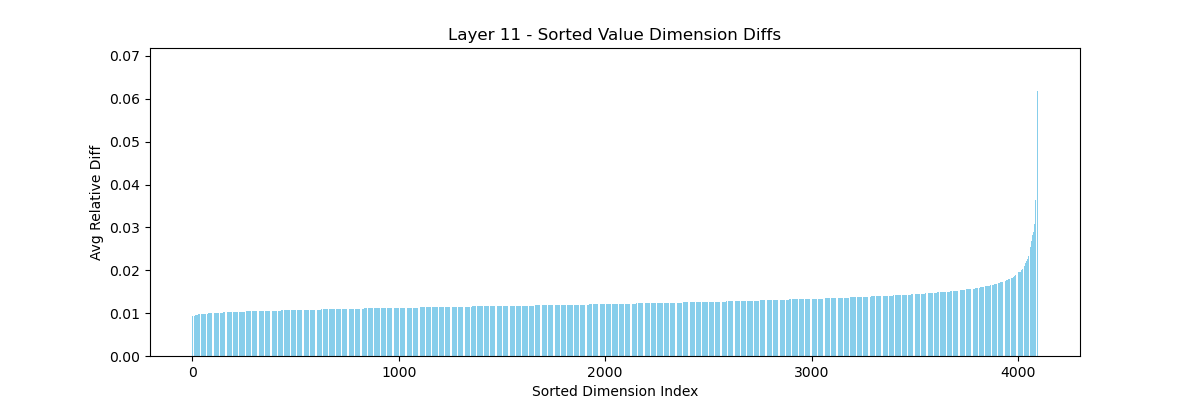 Layer 11 - Sorted Value Dimension Diffs
Avg Relative Diff
0.07
0.06
0.05
0.04
0.03
0.02
0.01
0.00
0 1000 2000 3000 4000
Sorted Dimension Index